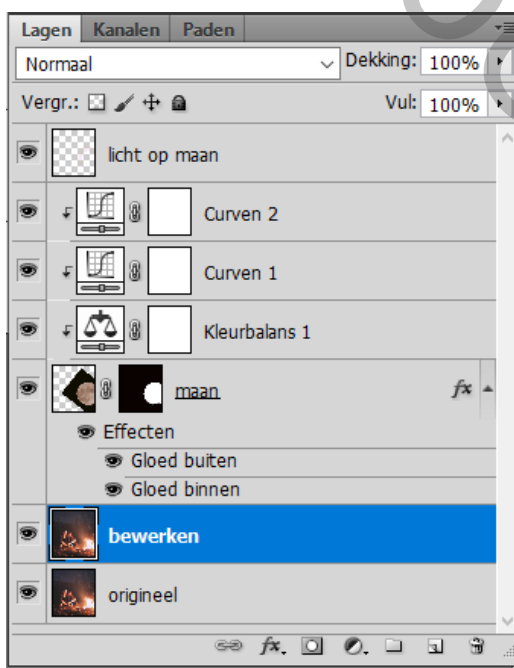 Lagen Kanalen Paden
Normaal Dekking: 100%
Vergr.: Vul: 100%
licht op maan
Curven 2
Curven 1
Kleurbalans 1
maan fx
Effecten
Gloed buiten
Gloed binnen
bewerken
origineel
fx.